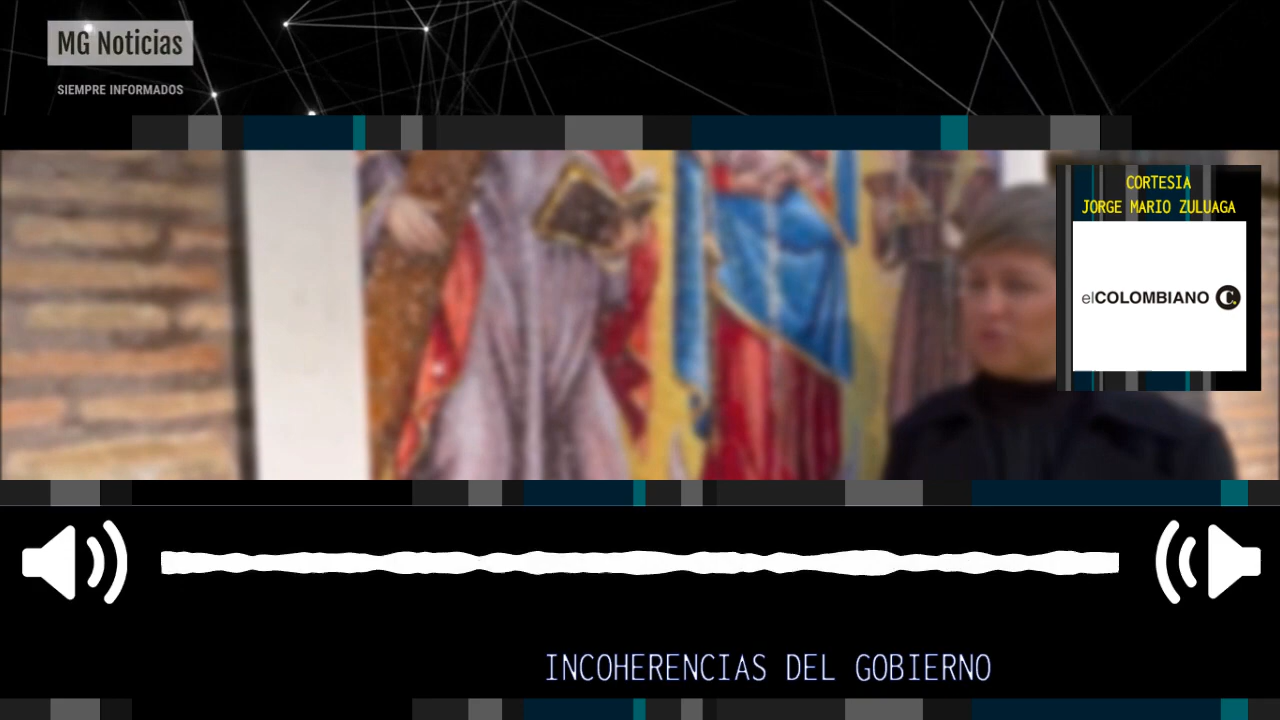 MG Noticias
SIEMPRE INFORMADOS
CORTESIA
JORGE MARIO ZULUAGA
elCOLOMBIANO C.
INCOHERENCIAS DEL GOBIERNO